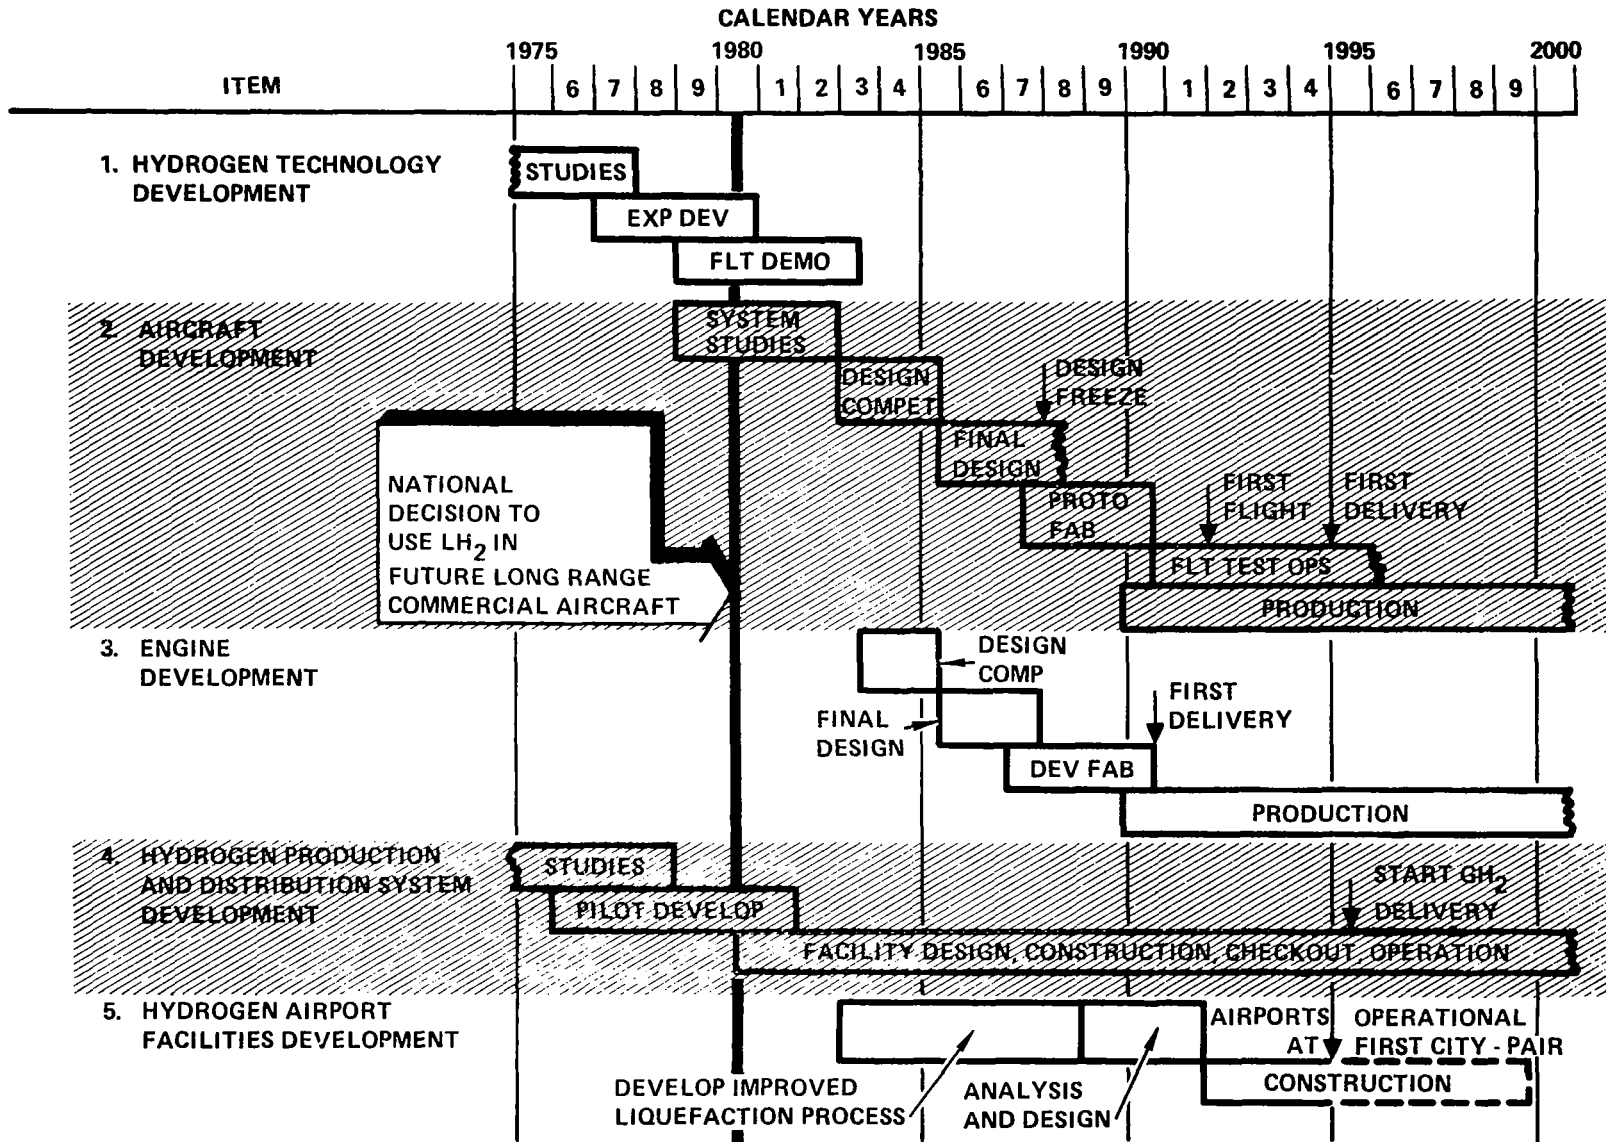 CALENDAR YEARS
1975 1980 1985 1990 1995 2000
ITEM 6 7 8 9 1 2 3 4 6 7 8 9 1 2 3 4 6 7 8 9
1. HYDROGEN TECHNOLOGY
DEVELOPMENT
STUDIES
EXP DEV
FLT DEMO
2. AIRCRAFT
DEVELOPMENT
SYSTEM
STUDIES
DESIGN
COMPET
DESIGN
FREEZE
FINAL
DESIGN
PROTO
FAB
FIRST
FLIGHT
FIRST
DELIVERY
FLT TEST OPS
PRODUCTION
NATIONAL
DECISION TO
USE LH2 IN
FUTURE LONG RANGE
COMMERCIAL AIRCRAFT
3. ENGINE
DEVELOPMENT
DESIGN
COMP
FINAL
DESIGN
FIRST
DELIVERY
DEV FAB
PRODUCTION
4. HYDROGEN PRODUCTION
AND DISTRIBUTION SYSTEM
DEVELOPMENT
STUDIES
PILOT DEVELOP
START GH2
DELIVERY
FACILITY DESIGN, CONSTRUCTION, CHECKOUT, OPERATION
5. HYDROGEN AIRPORT
FACILITIES DEVELOPMENT
AIRPORTS OPERATIONAL
AT FIRST CITY - PAIR
CONSTRUCTION
DEVELOP IMPROVED
LIQUEFACTION PROCESS
ANALYSIS
AND DESIGN